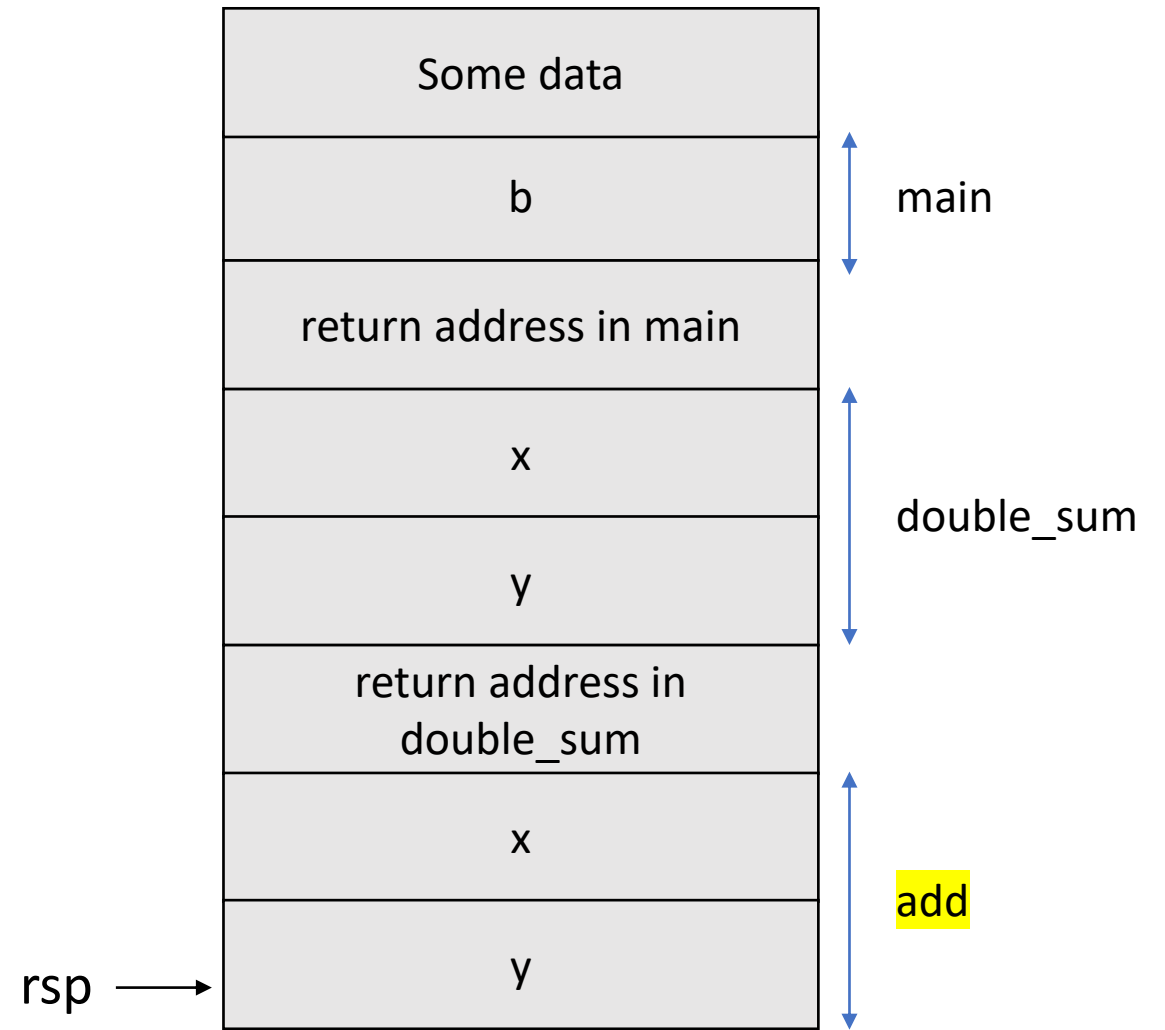 Some data
b
main
return address in main
x
double_sum
y
return address in
double_sum
x
add
y
rsp